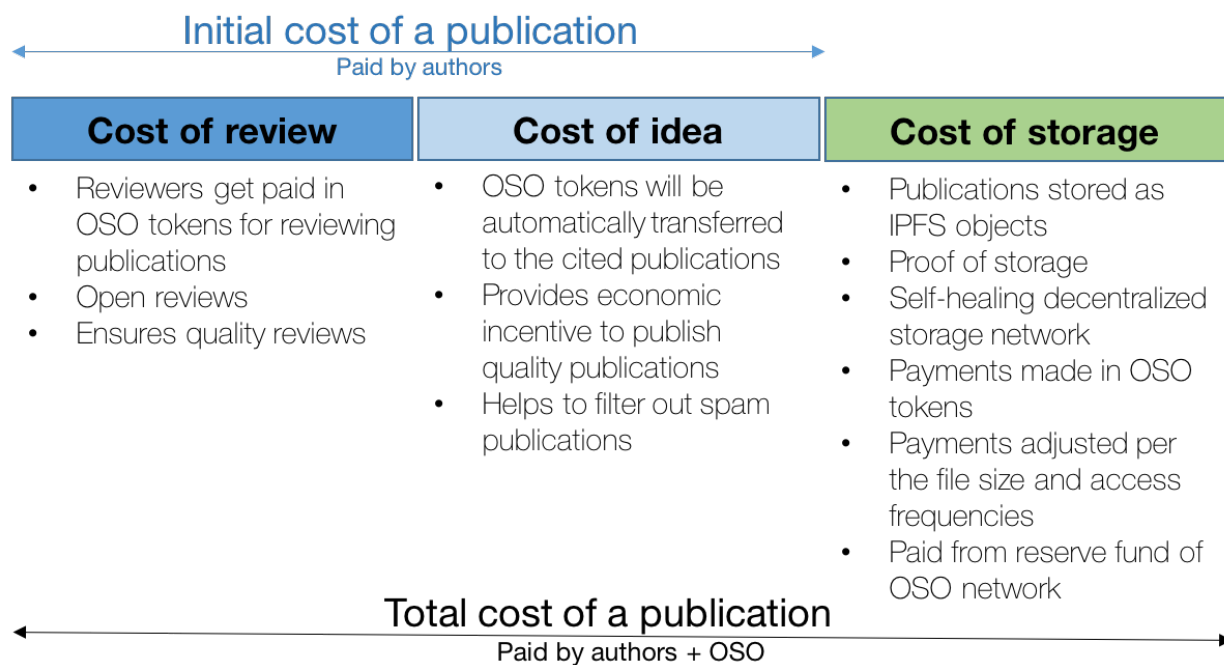 Initial cost of a publication
Paid by authors
Cost of review
• Reviewers get paid in
OSO tokens for reviewing
publications
• Open reviews
• Ensures quality reviews
Cost of idea
• OSO tokens will be
automatically transferred
to the cited publications
• Provides economic
incentive to publish
quality publications
• Helps to filter out spam
publications
Cost of storage
• Publications stored as
IPFS objects
• Proof of storage
• Self-healing decentralized
storage network
• Payments made in OSO
tokens
• Payments adjusted per
the file size and access
frequencies
• Paid from reserve fund of
OSO network
Total cost of a publication
Paid by authors + OSO